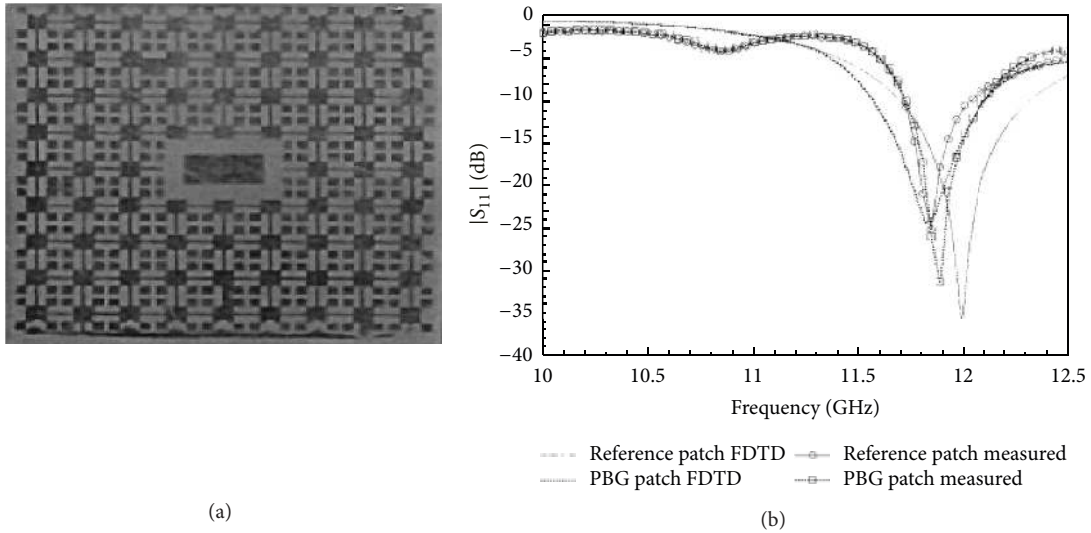 0
−5
−10
−15
−20
−25
−30
−35
−40
|S11| (dB)
10 10.5 11 11.5 12 12.5
Frequency (GHz)
Reference patch FDTD Reference patch measured
PBG patch FDTD PBG patch measured
(a) (b)